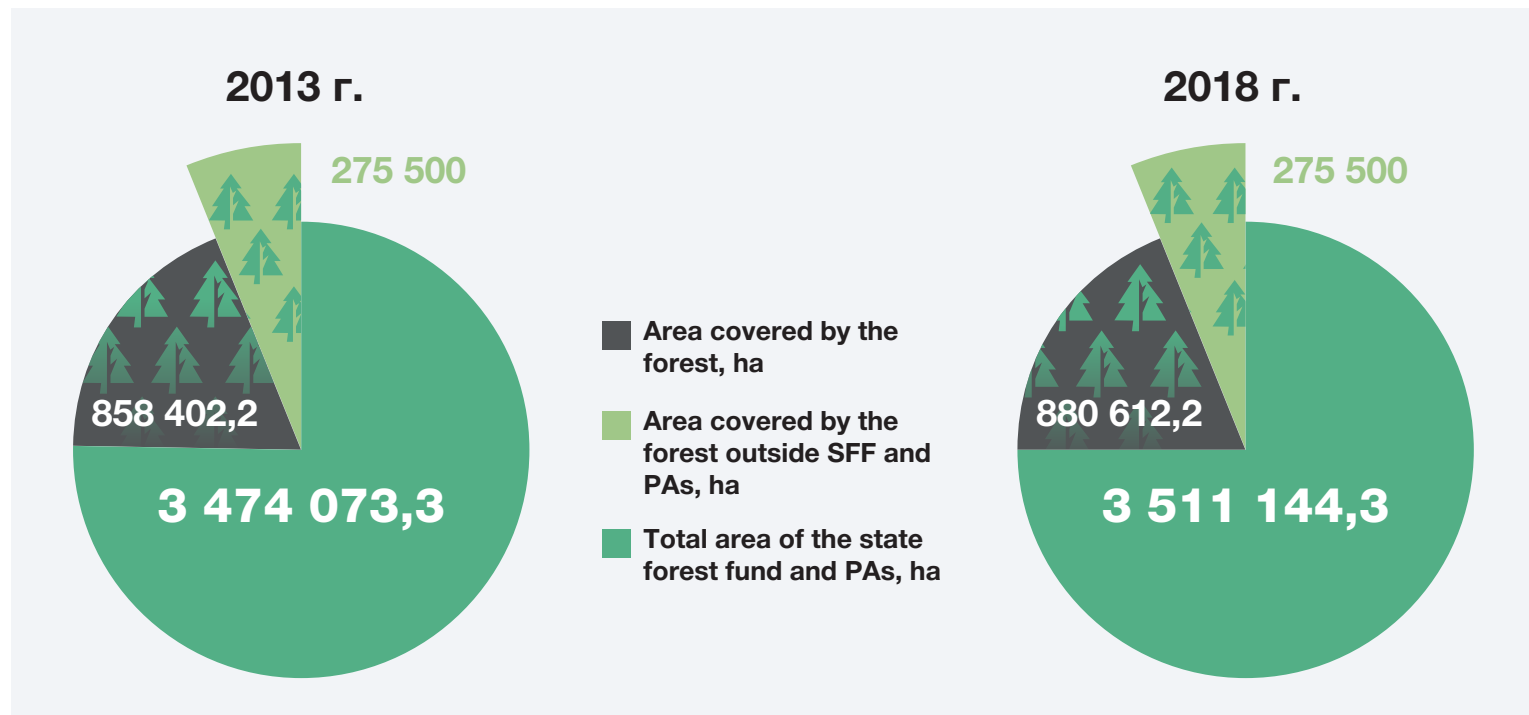 2013 г.
275 500
858 402,2
3 474 073,3
Area covered by the
forest, ha
Area covered by the
forest outside SFF and
PAs, ha
Total area of the state
forest fund and PAs, ha
2018 г.
275 500
880 612,2
3 511 144,3